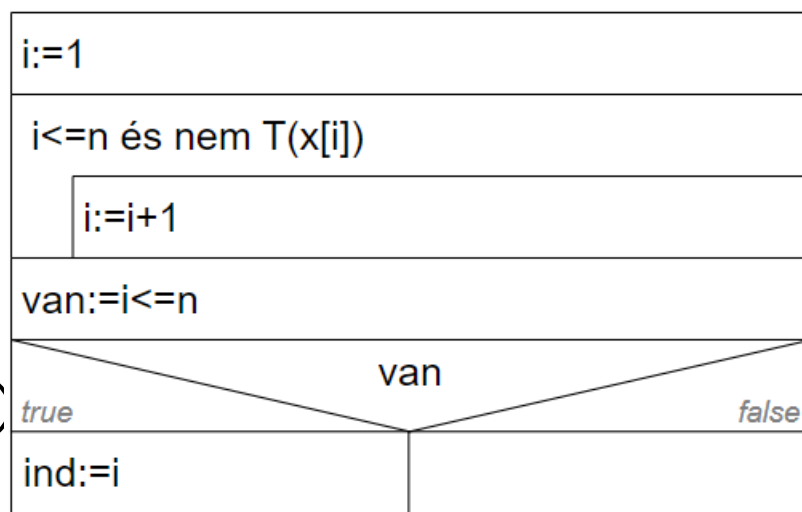 i:=1
i<=n és nem T(x[i])
i:=i+1
van:=i<=n
van
true
false
ind:=i